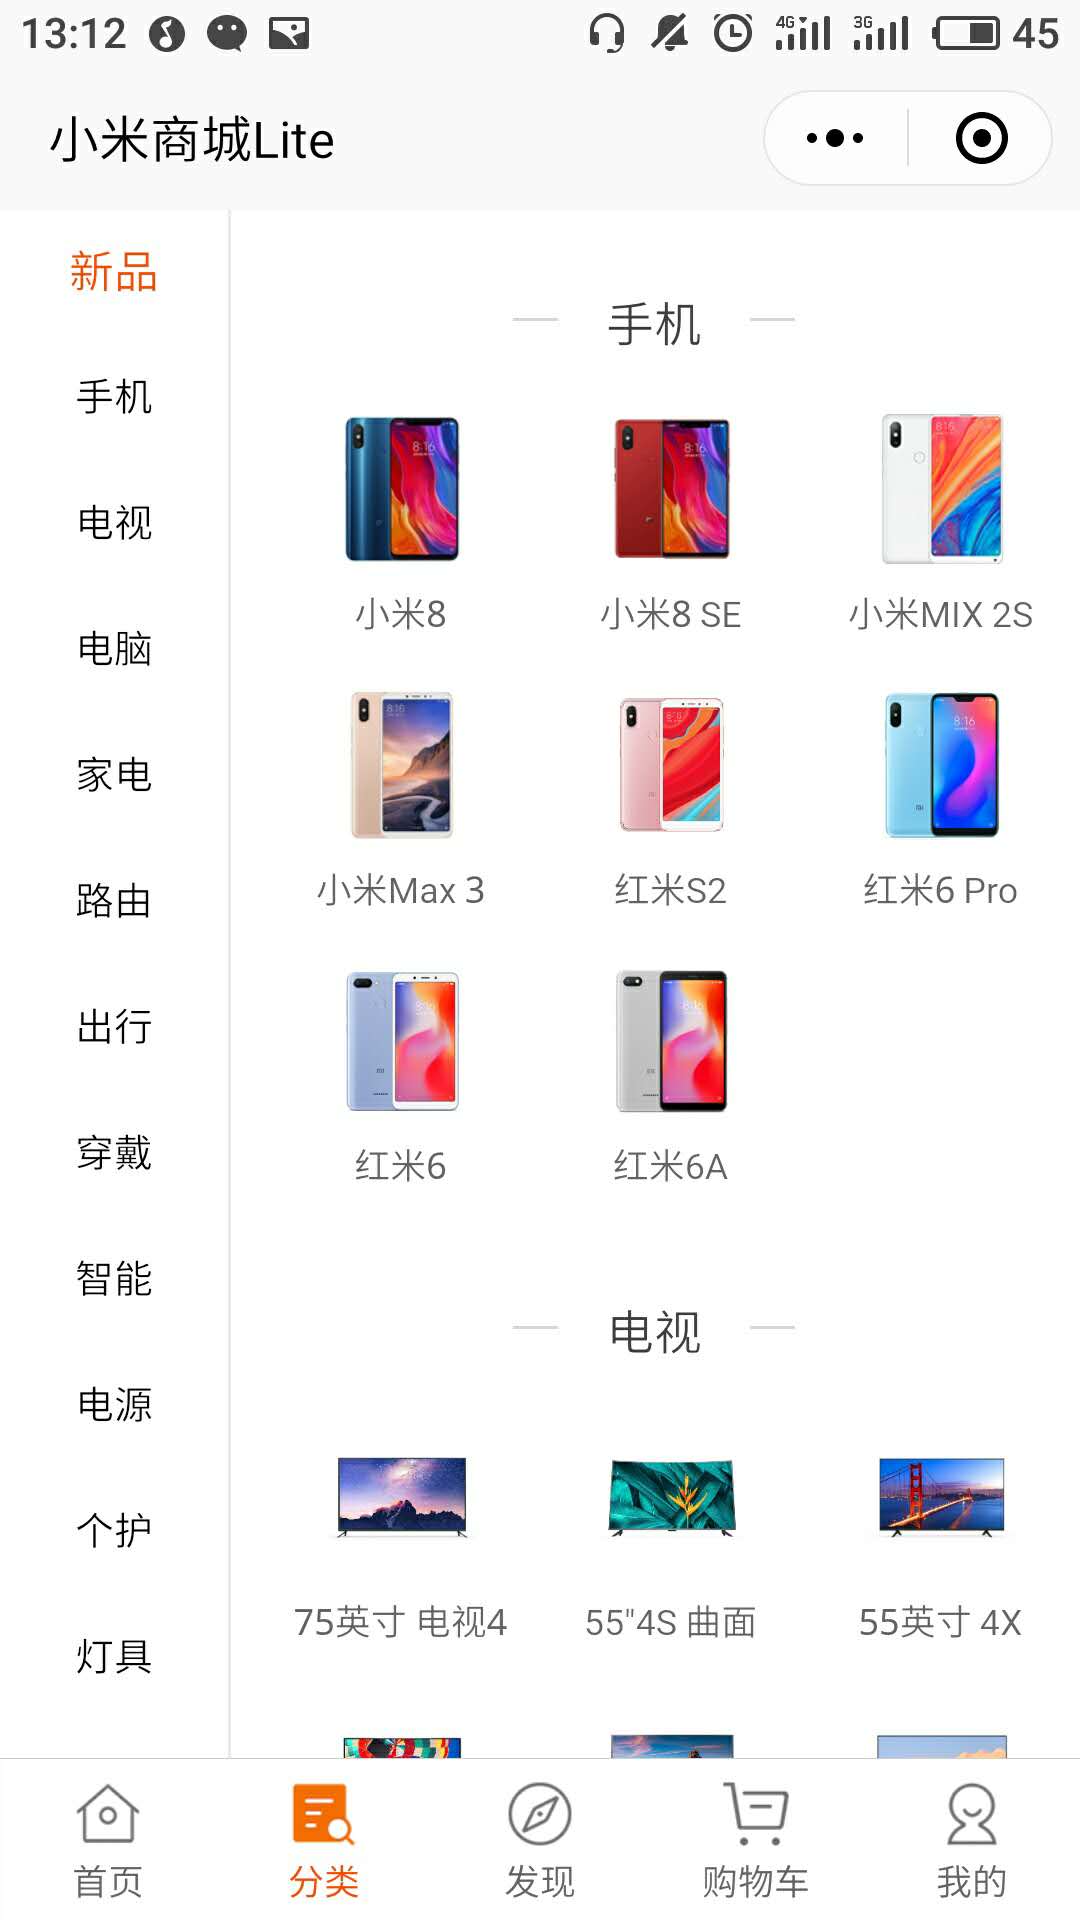 13:12 4G 3G 45
小米商城Lite
新品
手机
电视
电脑
家电
路由
出行
穿戴
智能
电源
个护
灯具
手机
小米8 小米8 SE 小米MIX 2S
小米Max 3 红米S2 红米6 Pro
红米6 红米6A
电视
75英寸 电视4 55"4S 曲面 55英寸 4X
首页 分类 发现 购物车 我的